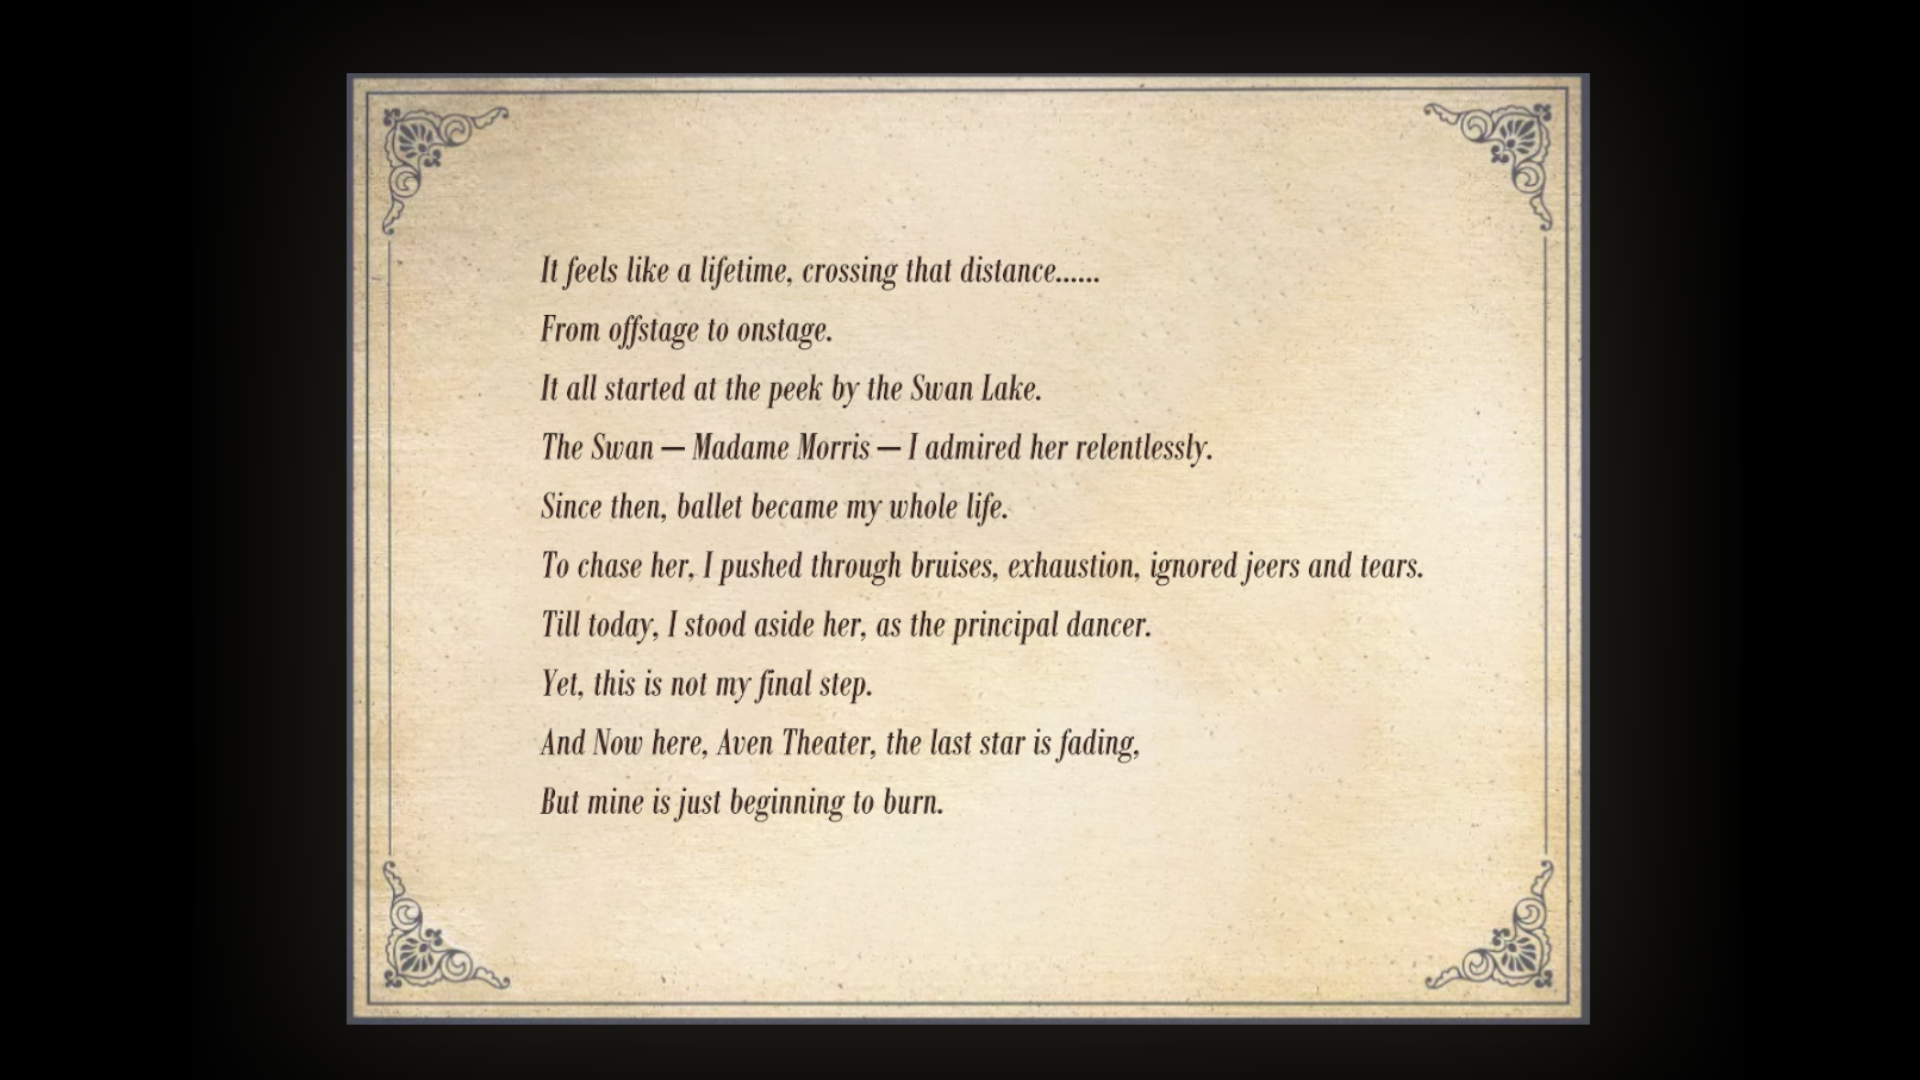 It feels like a lifetime, crossing that distance......
From offstage to onstage.
It all started at the peek by the Swan Lake.
The Swan — Madame Morris — I admired her relentlessly.
Since then, ballet became my whole life.
To chase her, I pushed through bruises, exhaustion, ignored jeers and tears.
Till today, I stood aside her, as the principal dancer.
Yet, this is not my final step.
And Now here, Aven Theater, the last star is fading,
But mine is just beginning to burn.